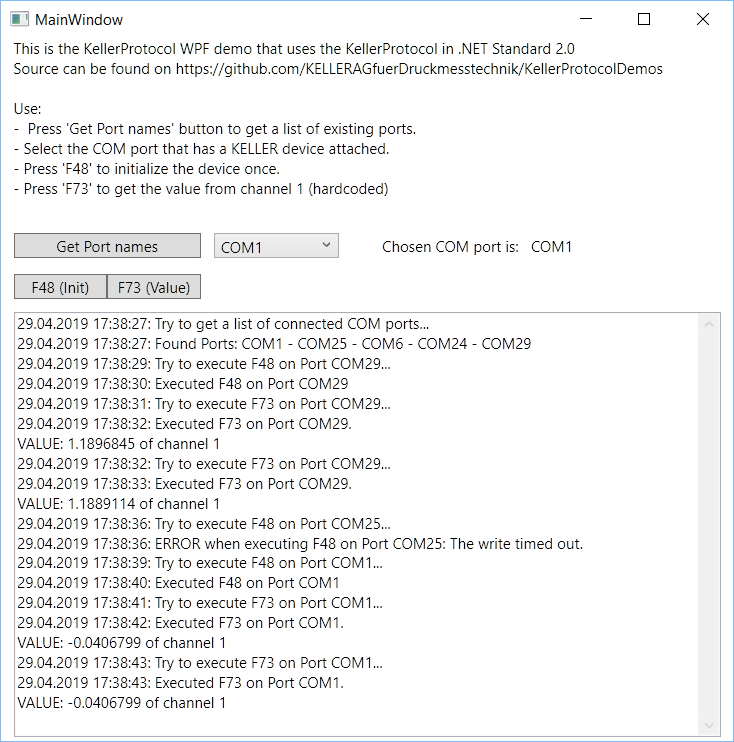 MainWindow
This is the KellerProtocol WPF demo that uses the KellerProtocol in .NET Standard 2.0
Source can be found on https://github.com/KELLERAGfuerDruckmesstechnik/KellerProtocolDemos
Use:
-  Press 'Get Port names' button to get a list of existing ports.
- Select the COM port that has a KELLER device attached.
- Press 'F48' to initialize the device once.
- Press 'F73' to get the value from channel 1 (hardcoded)
Get Port names COM1 Chosen COM port is: COM1
F48 (Init) F73 (Value)
29.04.2019 17:38:27: Try to get a list of connected COM ports...
29.04.2019 17:38:27: Found Ports: COM1 - COM25 - COM6 - COM24 - COM29
29.04.2019 17:38:29: Try to execute F48 on Port COM29...
29.04.2019 17:38:30: Executed F48 on Port COM29
29.04.2019 17:38:31: Try to execute F73 on Port COM29...
29.04.2019 17:38:32: Executed F73 on Port COM29.
VALUE: 1.1896845 of channel 1
29.04.2019 17:38:32: Try to execute F73 on Port COM29...
29.04.2019 17:38:33: Executed F73 on Port COM29.
VALUE: 1.1889114 of channel 1
29.04.2019 17:38:36: Try to execute F48 on Port COM25...
29.04.2019 17:38:36: ERROR when executing F48 on Port COM25: The write timed out.
29.04.2019 17:38:39: Try to execute F48 on Port COM1...
29.04.2019 17:38:40: Executed F48 on Port COM1
29.04.2019 17:38:41: Try to execute F73 on Port COM1...
29.04.2019 17:38:42: Executed F73 on Port COM1.
VALUE: -0.0406799 of channel 1
29.04.2019 17:38:43: Try to execute F73 on Port COM1...
29.04.2019 17:38:43: Executed F73 on Port COM1.
VALUE: -0.0406799 of channel 1